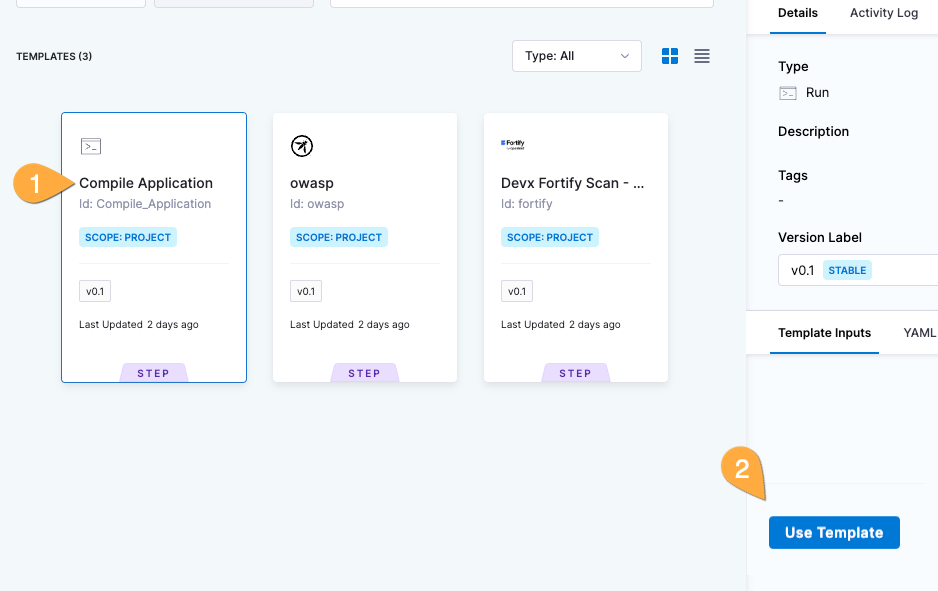 TEMPLATES (3)
Type: All
1
>_
Compile Application
Id: Compile_Application
SCOPE: PROJECT
v0.1
Last Updated 2 days ago
STEP
owasp
Id: owasp
SCOPE: PROJECT
v0.1
Last Updated 2 days ago
STEP
Fortify
Devx Fortify Scan - ...
Id: fortify
SCOPE: PROJECT
v0.1
Last Updated 2 days ago
STEP
Details Activity Log
Type
>_ Run
Description
Tags
-
Version Label
v0.1 STABLE
Template Inputs YAML
2
Use Template